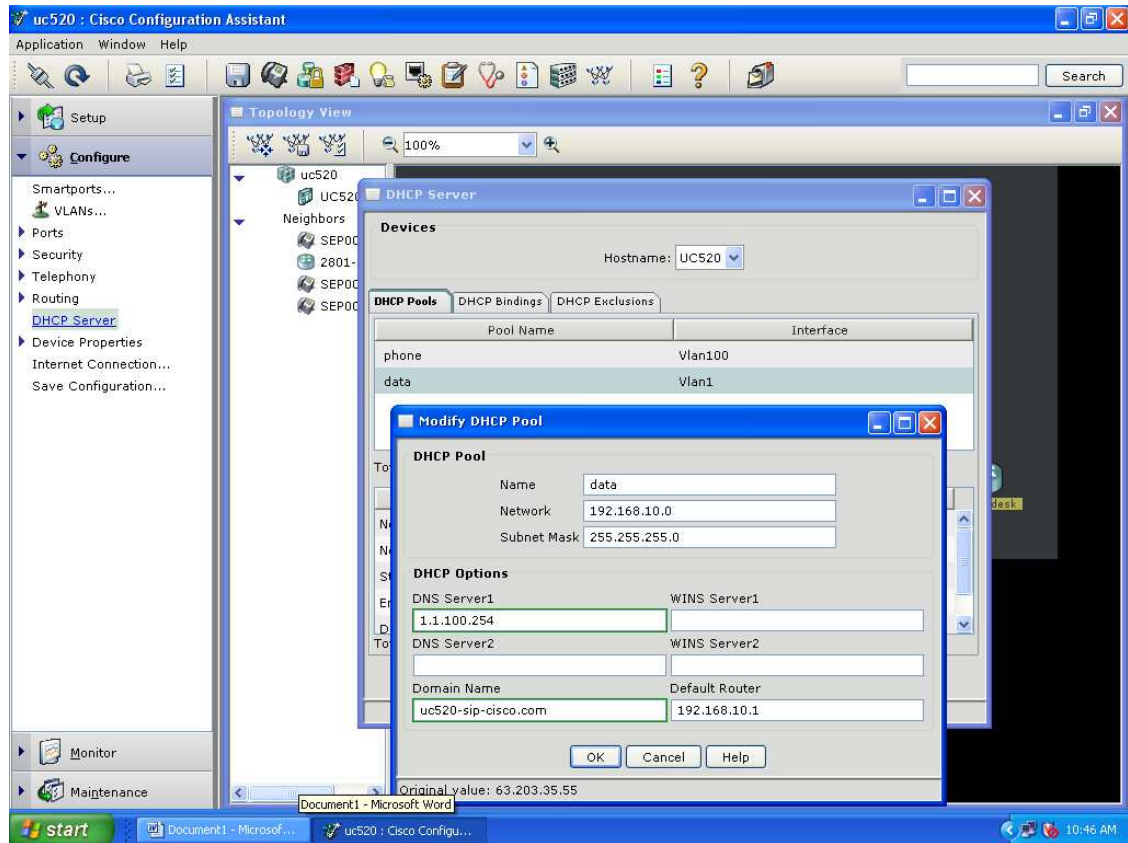 uc520 : Cisco Configuration Assistant
Application Window Help
Search
Setup
Configure
Smartports...
VLANs...
Ports
Security
Telephony
Routing
DHCP Server
Device Properties
Internet Connection...
Save Configuration...
Monitor
Maintenance
Topology View
100%
uc520
UC520
Neighbors
SEP00
2801-
SEP00
SEP00
DHCP Server
Devices
Hostname: UC520
DHCP Pools DHCP Bindings DHCP Exclusions
Pool Name Interface
phone Vlan100
data Vlan1
desk
Modify DHCP Pool
DHCP Pool
Name data
Network 192.168.10.0
Subnet Mask 255.255.255.0
DHCP Options
DNS Server1 WINS Server1
1.1.100.254
DNS Server2 WINS Server2
Domain Name Default Router
uc520-sip-cisco.com 192.168.10.1
OK Cancel Help
Original value: 63.203.35.55
Document1 - Microsoft Word
start
Document1 - Microsof...
uc520 : Cisco Configu...
10:46 AM